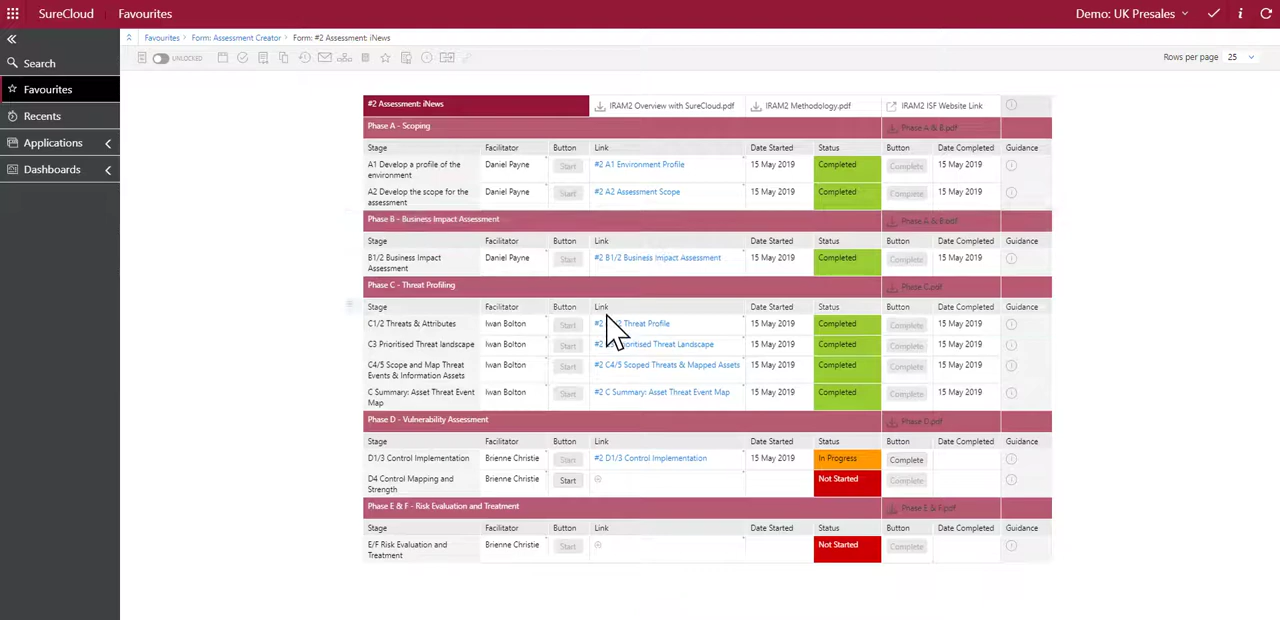 SureCloud Favourites Demo: UK Presales
Favourites > Form: Assessment Creator > Form: #2 Assessment: iNews
UNLOCKED Rows per page 25
Search
Favourites
Recents
Applications
Dashboards
#2 Assessment: iNews IRAM2 Overview with SureCloud.pdf IRAM2 Methodology.pdf IRAM2 ISF Website Link
Phase A - Scoping Phase A & B.pdf
Stage Facilitator Button Link Date Started Status Button Date Completed Guidance
A1 Develop a profile of the Daniel Payne Start #2 A1 Environment Profile 15 May 2019 Completed Complete 15 May 2019
environment
A2 Develop the scope for the Daniel Payne Start #2 A2 Assessment Scope 15 May 2019 Completed Complete 15 May 2019
assessment
Phase B - Business Impact Assessment Phase A & B.pdf
Stage Facilitator Button Link Date Started Status Button Date Completed Guidance
B1/2 Business Impact Daniel Payne Start #2 B1/2 Business Impact Assessment 15 May 2019 Completed Complete 15 May 2019
Assessment
Phase C - Threat Profiling Phase C.pdf
Stage Facilitator Button Link Date Started Status Button Date Completed Guidance
C1/2 Threats & Attributes Iwan Bolton Start #2 Threat Profile 15 May 2019 Completed Complete 15 May 2019
C3 Prioritised Threat landscape Iwan Bolton Start #2 Prioritised Threat Landscape 15 May 2019 Completed Complete 15 May 2019
C4/5 Scope and Map Threat Iwan Bolton Start #2 C4/5 Scoped Threats & Mapped Assets 15 May 2019 Completed Complete 15 May 2019
Events & Information Assets
C Summary: Asset Threat Event Iwan Bolton Start #2 C Summary: Asset Threat Event Map 15 May 2019 Completed Complete 15 May 2019
Map
Phase D - Vulnerability Assessment Phase D.pdf
Stage Facilitator Button Link Date Started Status Button Date Completed Guidance
D1/3 Control Implementation Brienne Christie Start #2 D1/3 Control Implementation 15 May 2019 In Progress Complete
D4 Control Mapping and Brienne Christie Start Not Started Complete
Strength
Phase E & F - Risk Evaluation and Treatment Phase E & F.pdf
Stage Facilitator Button Link Date Started Status Button Date Completed Guidance
E/F Risk Evaluation and Brienne Christie Start Not Started Complete
Treatment